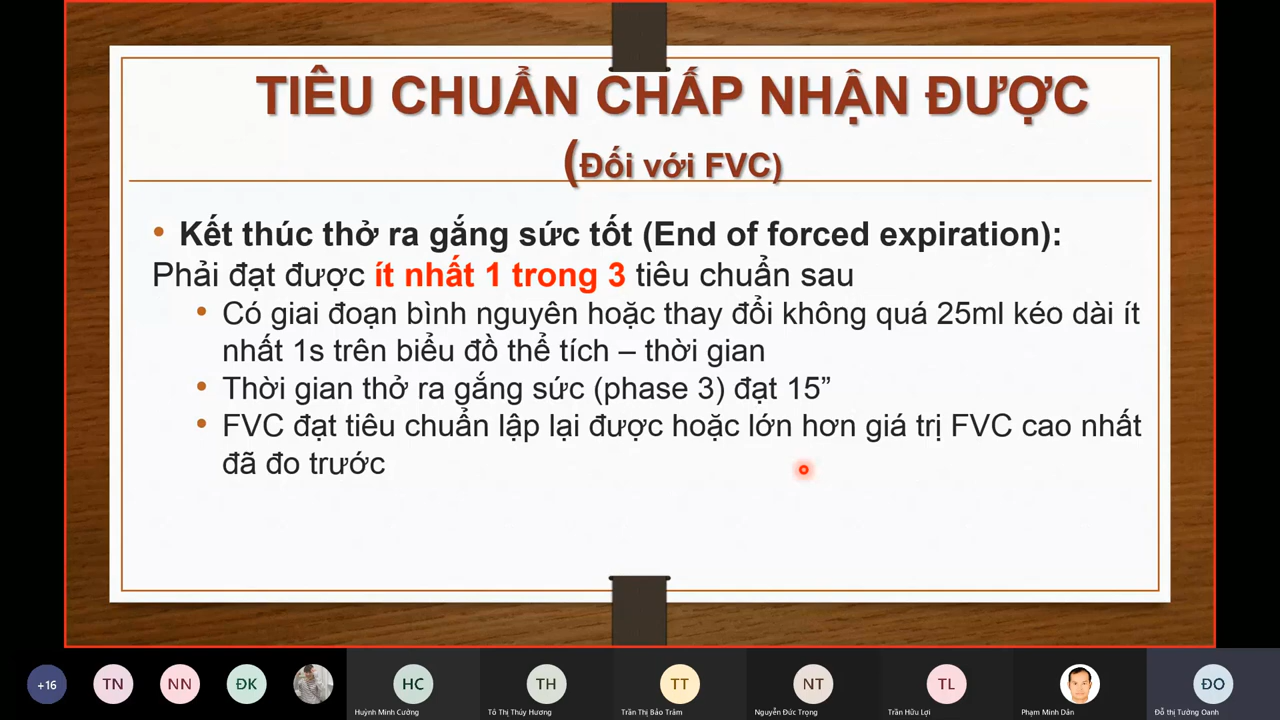 TIÊU CHUẨN CHẤP NHẬN ĐƯỢC
(Đối với FVC)
• Kết thúc thở ra gắng sức tốt (End of forced expiration):
Phải đạt được ít nhất 1 trong 3 tiêu chuẩn sau
• Có giai đoạn bình nguyên hoặc thay đổi không quá 25ml kéo dài ít
nhất 1s trên biểu đồ thể tích – thời gian
• Thời gian thở ra gắng sức (phase 3) đạt 15”
• FVC đạt tiêu chuẩn lập lại được hoặc lớn hơn giá trị FVC cao nhất
đã đo trước
+16 TN NN ĐK HC TH TT NT TL ĐO
Huỳnh Minh Cường Tô Thị Thúy Hương Trần Thị Bảo Trâm Nguyễn Đức Trọng Trần Hữu Lợi Phạm Minh Dân Đỗ thị Tường Oanh